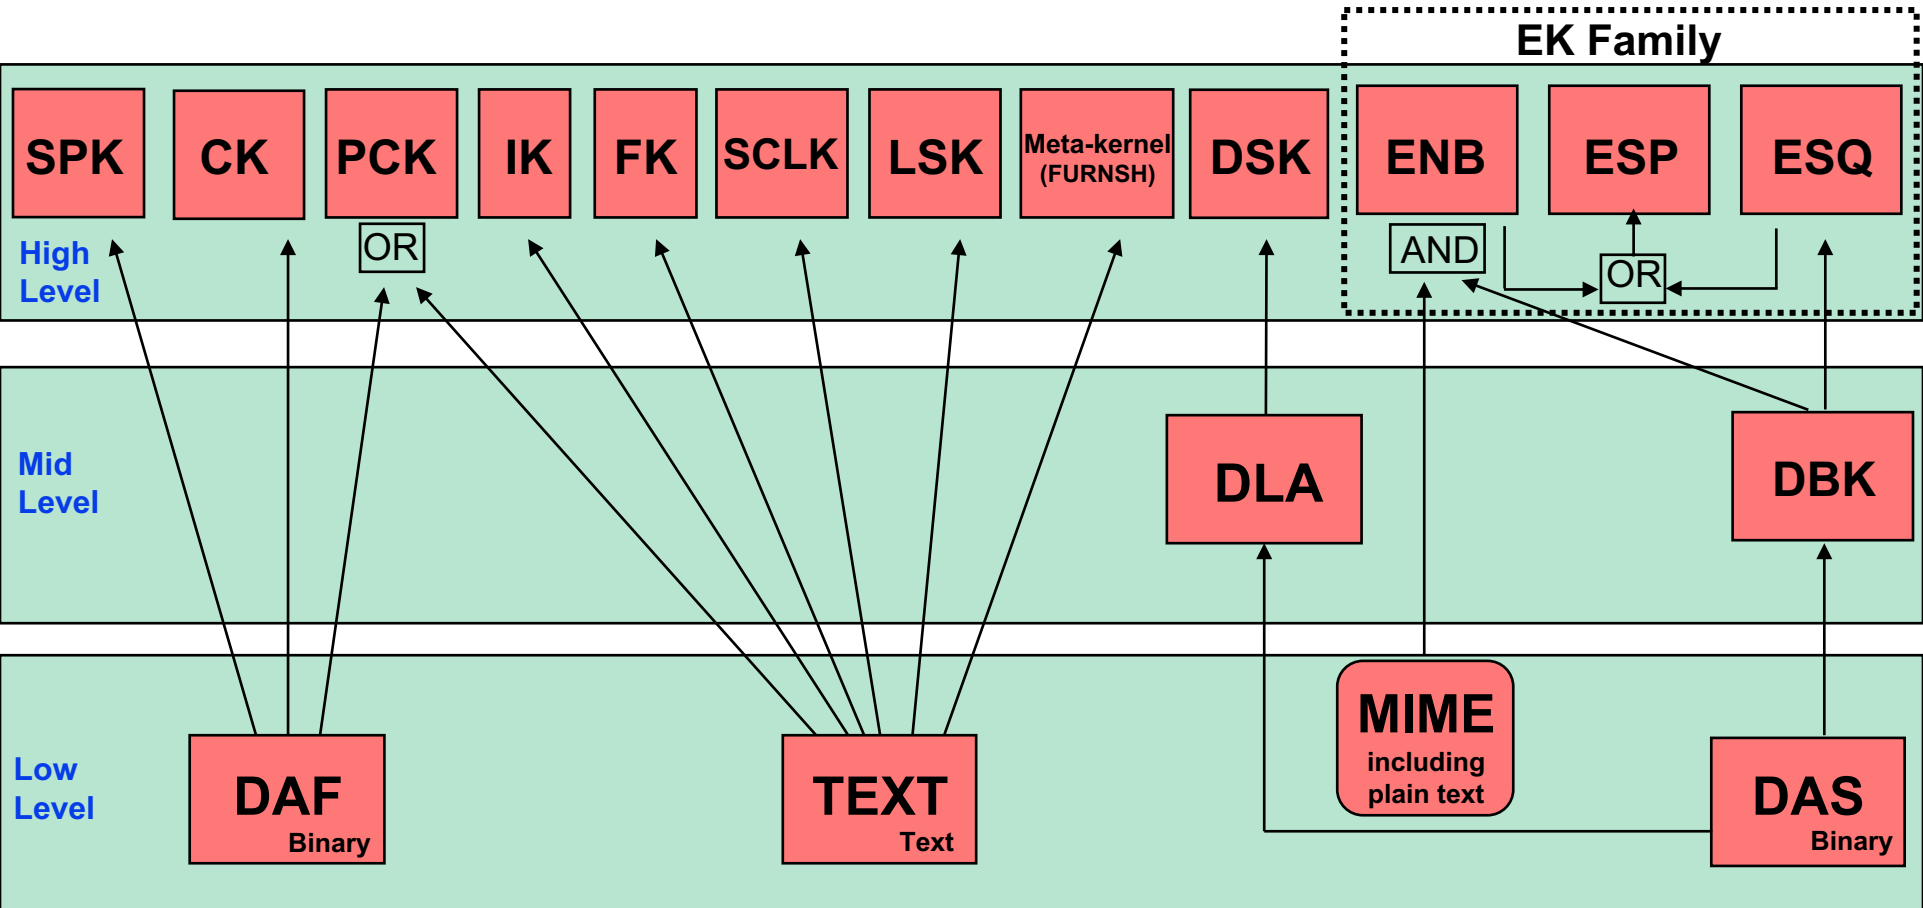 EK Family
SPK
CK
PCK
IK
FK
SCLK
LSK
Meta-kernel
(FURNSH)
DSK
ENB
ESP
ESQ
High
Level
OR
AND
OR
Mid
Level
DLA
DBK
Low
Level
DAF
Binary
TEXT
Text
MIME
including
plain text
DAS
Binary